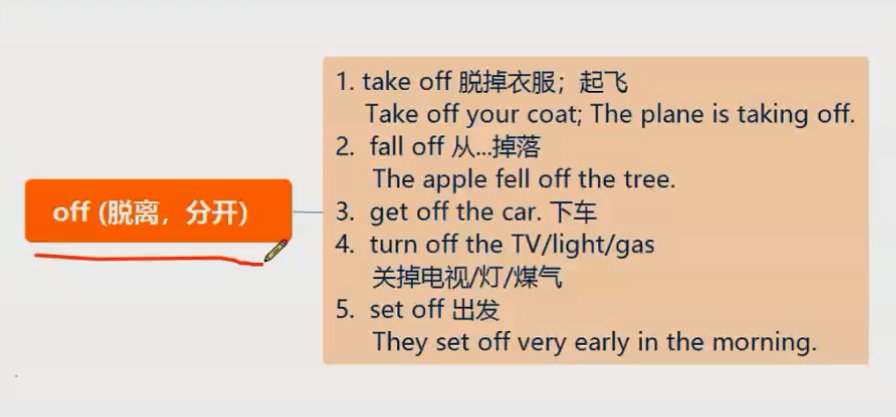 off (脱离，分开)
1. take off 脱掉衣服；起飞
Take off your coat; The plane is taking off.
2. fall off 从...掉落
The apple fell off the tree.
3. get off the car. 下车
4. turn off the TV/light/gas
关掉电视/灯/煤气
5. set off 出发
They set off very early in the morning.